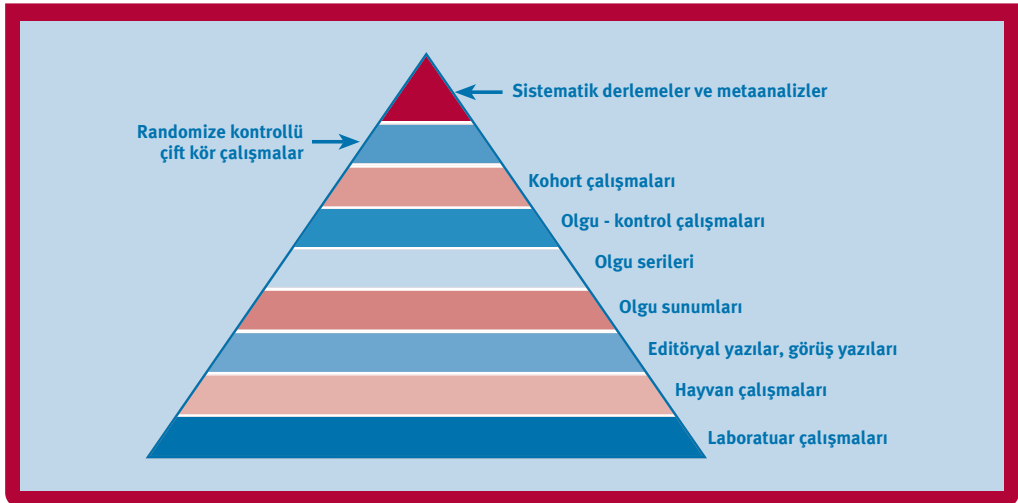 Sistematik derlemeler ve metaanalizler
Randomize kontrollü
çift kör çalışmalar
Kohort çalışmaları
Olgu - kontrol çalışmaları
Olgu serileri
Olgu sunumları
Editöryal yazılar, görüş yazıları
Hayvan çalışmaları
Laboratuar çalışmaları